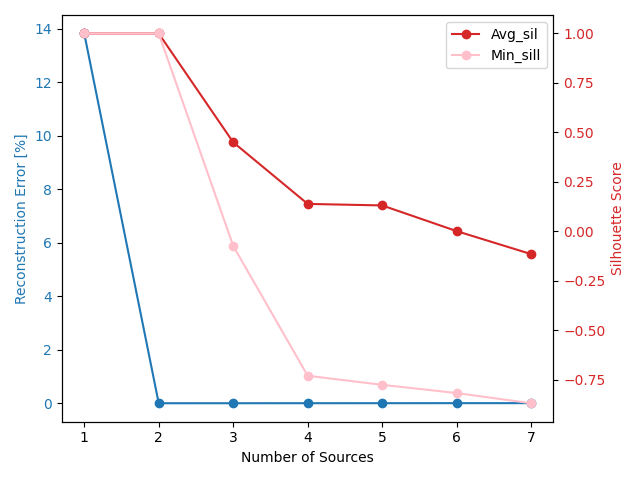 14
12
10
8
6
4
2
0
Reconstruction Error [%]
1 2 3 4 5 6 7
Number of Sources
Avg_sil
Min_sill
1.00
0.75
0.50
0.25
0.00
−0.25
−0.50
−0.75
Silhouette Score